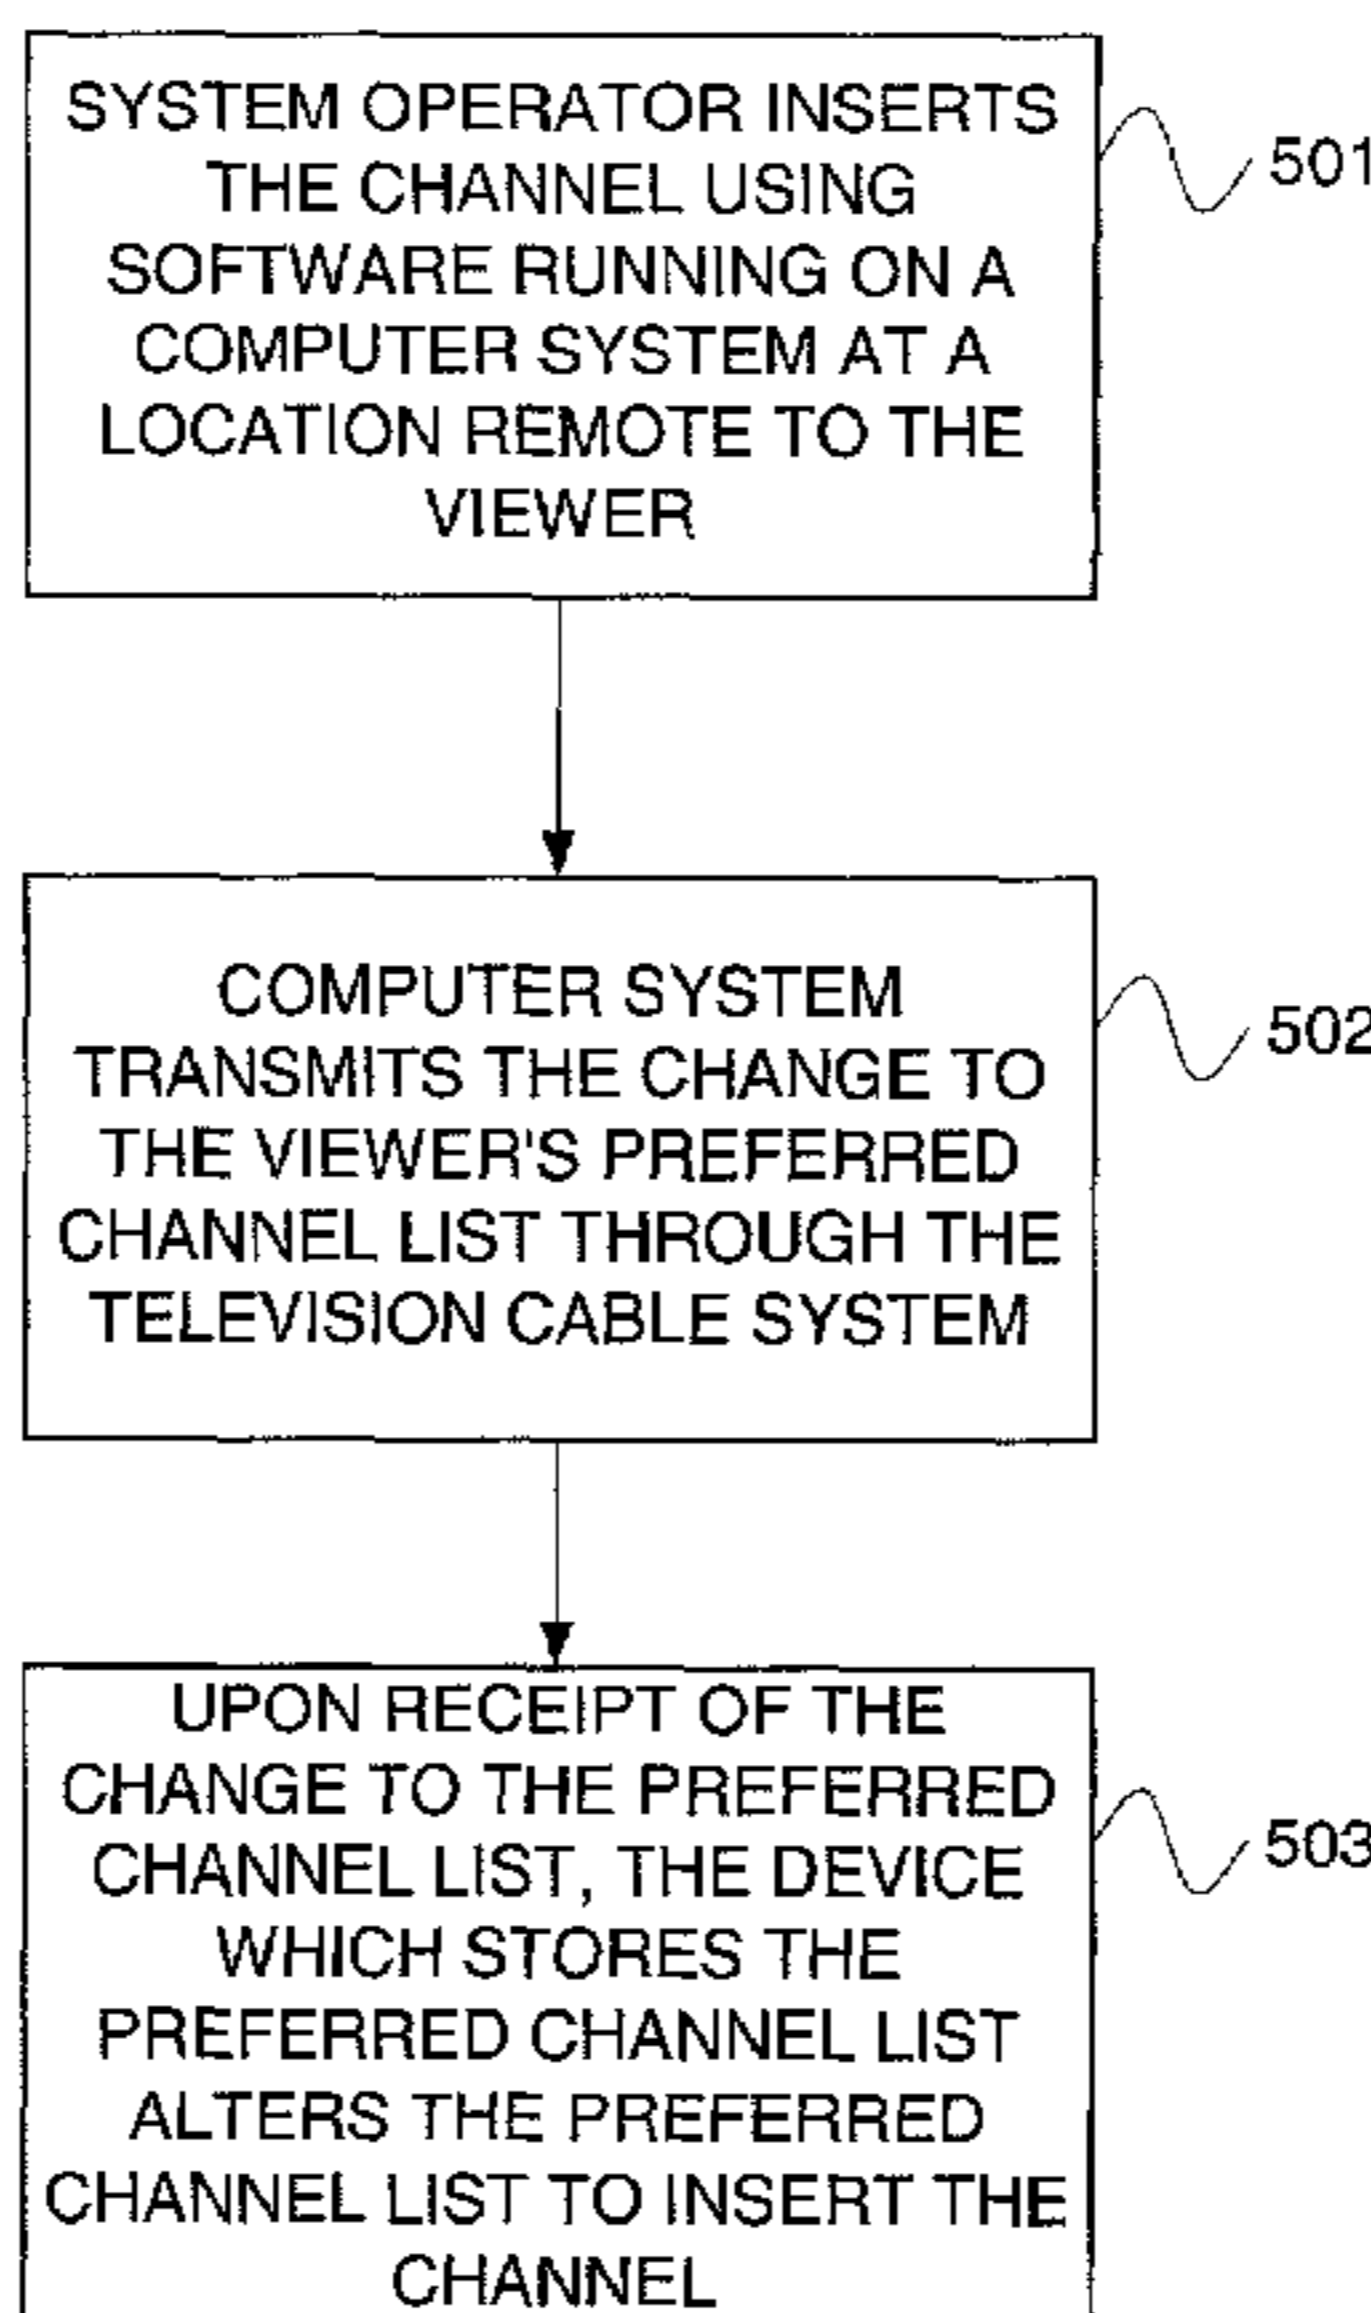 SYSTEM OPERATOR INSERTS
THE CHANNEL USING
SOFTWARE RUNNING ON A
COMPUTER SYSTEM AT A
LOCATION REMOTE TO THE
VIEWER
501
COMPUTER SYSTEM
TRANSMITS THE CHANGE TO
THE VIEWER'S PREFERRED
CHANNEL LIST THROUGH THE
TELEVISION CABLE SYSTEM
502
UPON RECEIPT OF THE
CHANGE TO THE PREFERRED
CHANNEL LIST, THE DEVICE
WHICH STORES THE
PREFERRED CHANNEL LIST
ALTERS THE PREFERRED
CHANNEL LIST TO INSERT THE
CHANNEL
503